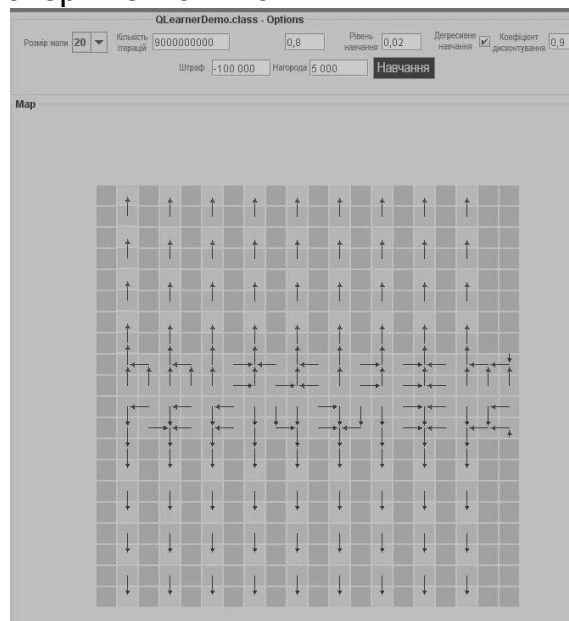 QLearnerDemo.class - Options
Розмір мапи 20 Кількість ітерацій 9000000000 0,8 Рівень навчання 0,02 Дегресивне навчання Коефіцієнт дисконтування 0,9
Штраф -100 000 Нагорода 5 000 Навчання
Map